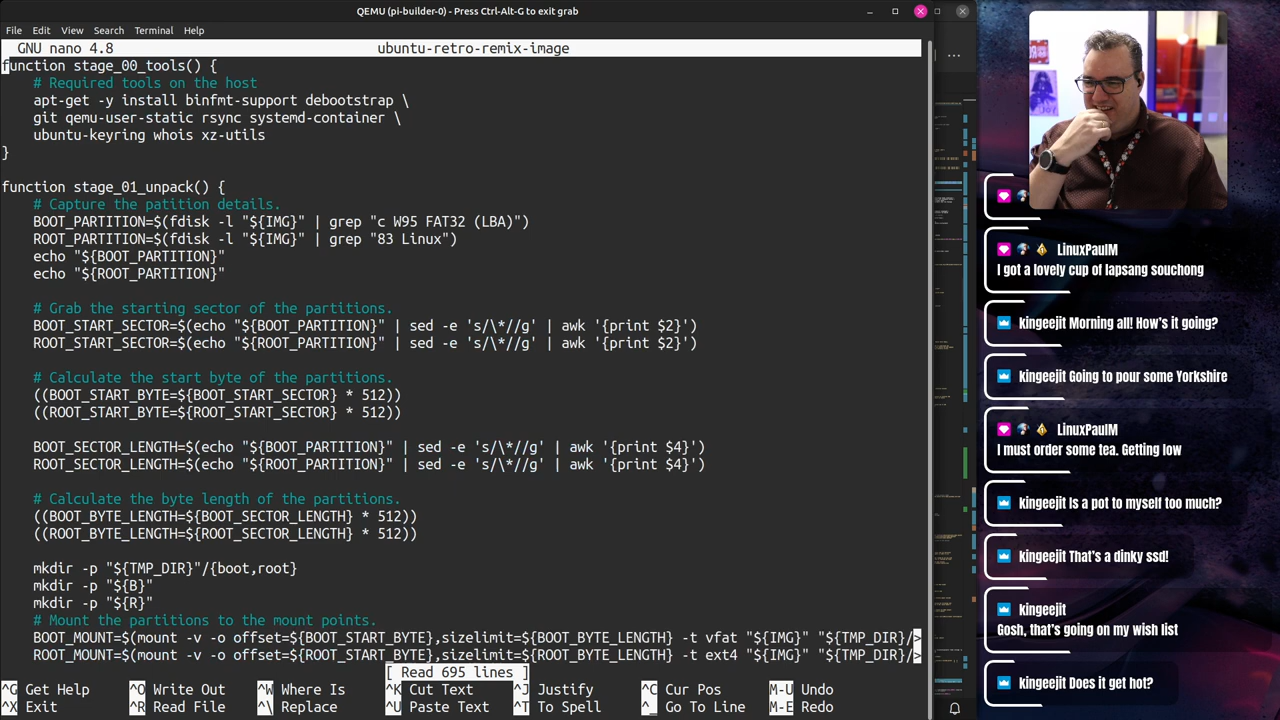 QEMU (pi-builder-0) - Press Ctrl-Alt-G to exit grab
File Edit View Search Terminal Help
GNU nano 4.8 ubuntu-retro-remix-image
function stage_00_tools() {
# Required tools on the host
apt-get -y install binfmt-support debootstrap \
git qemu-user-static rsync systemd-container \
ubuntu-keyring whois xz-utils
}
function stage_01_unpack() {
# Capture the patition details.
BOOT_PARTITION=$(fdisk -l "${IMG}" | grep "c W95 FAT32 (LBA)")
ROOT_PARTITION=$(fdisk -l "${IMG}" | grep "83 Linux")
echo "${BOOT_PARTITION}"
echo "${ROOT_PARTITION}"
# Grab the starting sector of the partitions.
BOOT_START_SECTOR=$(echo "${BOOT_PARTITION}" | sed -e 's/\*//g' | awk '{print $2}')
ROOT_START_SECTOR=$(echo "${ROOT_PARTITION}" | sed -e 's/\*//g' | awk '{print $2}')
# Calculate the start byte of the partitions.
((BOOT_START_BYTE=${BOOT_START_SECTOR} * 512))
((ROOT_START_BYTE=${ROOT_START_SECTOR} * 512))
BOOT_SECTOR_LENGTH=$(echo "${BOOT_PARTITION}" | sed -e 's/\*//g' | awk '{print $4}')
ROOT_SECTOR_LENGTH=$(echo "${ROOT_PARTITION}" | sed -e 's/\*//g' | awk '{print $4}')
# Calculate the byte length of the partitions.
((BOOT_BYTE_LENGTH=${BOOT_SECTOR_LENGTH} * 512))
((ROOT_BYTE_LENGTH=${ROOT_SECTOR_LENGTH} * 512))
mkdir -p "${TMP_DIR}"/{boot,root}
mkdir -p "${B}"
mkdir -p "${R}"
# Mount the partitions to the mount points.
BOOT_MOUNT=$(mount -v -o offset=${BOOT_START_BYTE},sizelimit=${BOOT_BYTE_LENGTH} -t vfat "${IMG}" "${TMP_DIR}/>
ROOT_MOUNT=$(mount -v -o offset=${ROOT_START_BYTE},sizelimit=${ROOT_BYTE_LENGTH} -t ext4 "${IMG}" "${TMP_DIR}/>
[ Read 695 lines ]
^G Get Help ^O Write Out ^W Where Is ^K Cut Text ^J Justify ^C Cur Pos M-U Undo
^X Exit ^R Read File ^\ Replace ^U Paste Text ^T To Spell ^_ Go To Line M-E Redo
LinuxPaulM
I got a lovely cup of lapsang souchong
kingeejit Morning all! How's it going?
kingeejit Going to pour some Yorkshire
LinuxPaulM
I must order some tea. Getting low
kingeejit Is a pot to myself too much?
kingeejit That's a dinky ssd!
kingeejit
Gosh, that's going on my wish list
kingeejit Does it get hot?